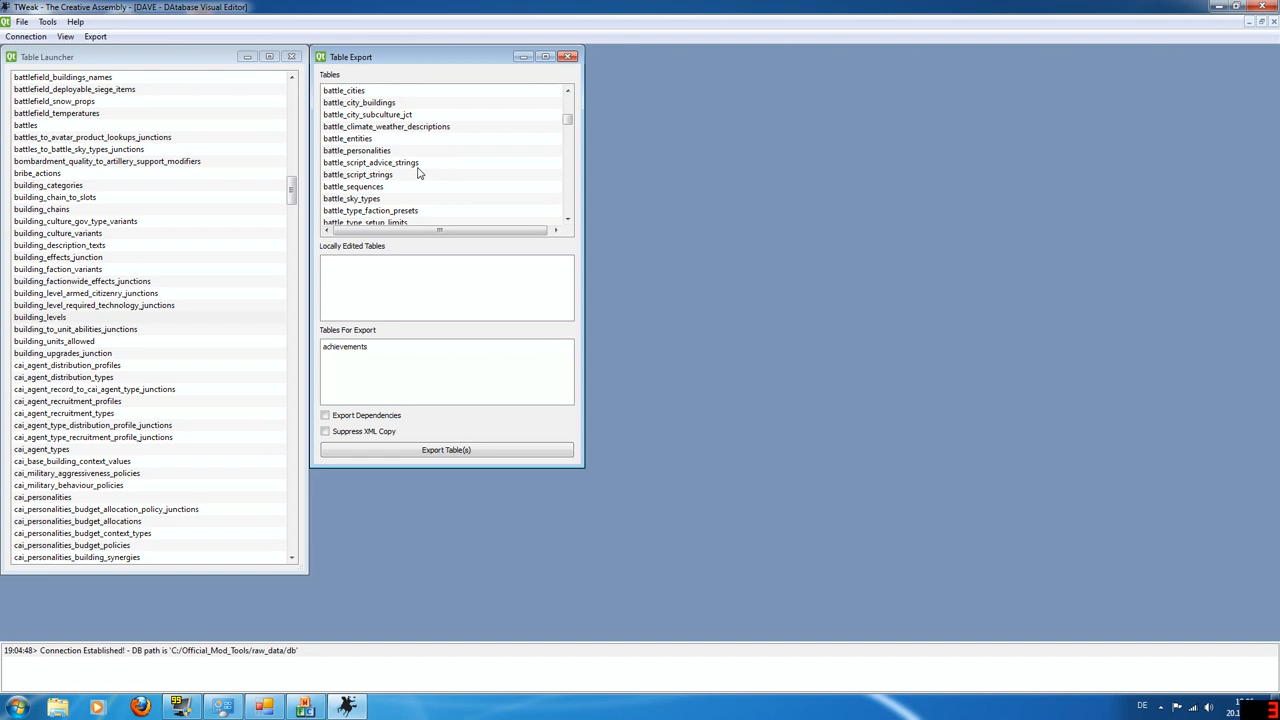 TWeak - The Creative Assembly - [DAVE - DAtabase Visual Editor]
File Tools Help
Connection View Export
Table Launcher
battlefield_buildings_names
battlefield_deployable_siege_items
battlefield_snow_props
battlefield_temperatures
battles
battles_to_avatar_product_lookups_junctions
battles_to_battle_sky_types_junctions
bombardment_quality_to_artillery_support_modifiers
bribe_actions
building_categories
building_chain_to_slots
building_chains
building_culture_gov_type_variants
building_culture_variants
building_description_texts
building_effects_junction
building_faction_variants
building_factionwide_effects_junctions
building_level_armed_citizenry_junctions
building_level_required_technology_junctions
building_levels
building_to_unit_abilities_junctions
building_units_allowed
building_upgrades_junction
cai_agent_distribution_profiles
cai_agent_distribution_types
cai_agent_record_to_cai_agent_type_junctions
cai_agent_recruitment_profiles
cai_agent_recruitment_types
cai_agent_type_distribution_profile_junctions
cai_agent_type_recruitment_profile_junctions
cai_agent_types
cai_base_building_context_values
cai_military_aggressiveness_policies
cai_military_behaviour_policies
cai_personalities
cai_personalities_budget_allocation_policy_junctions
cai_personalities_budget_allocations
cai_personalities_budget_context_types
cai_personalities_budget_policies
cai_personalities_building_synergies
Table Export
Tables
battle_cities
battle_city_buildings
battle_city_subculture_jct
battle_climate_weather_descriptions
battle_entities
battle_personalities
battle_script_advice_strings
battle_script_strings
battle_sequences
battle_sky_types
battle_type_faction_presets
battle_type_setup_limits
Locally Edited Tables
Tables For Export
achievements
Export Dependencies
Suppress XML Copy
Export Table(s)
19:04:48> Connection Established! - DB path is 'C:/Official_Mod_Tools/raw_data/db'
99
DE